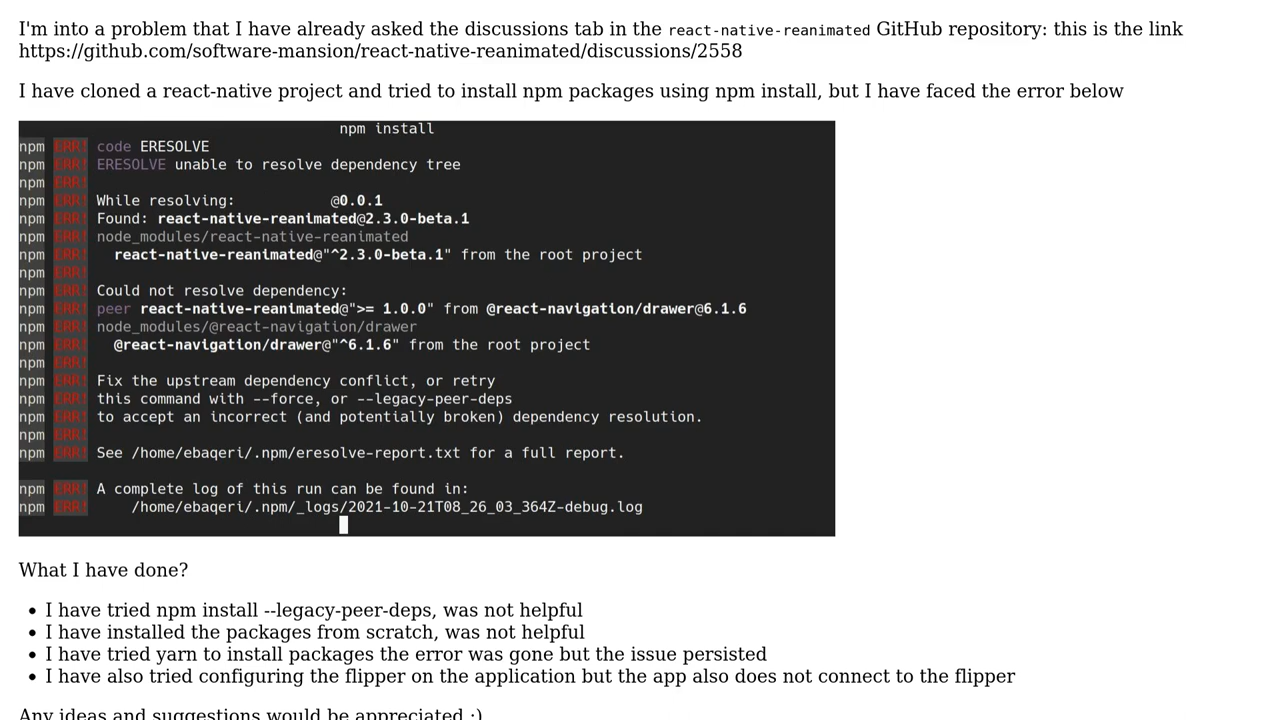 I'm into a problem that I have already asked the discussions tab in the react-native-reanimated GitHub repository: this is the link
https://github.com/software-mansion/react-native-reanimated/discussions/2558
I have cloned a react-native project and tried to install npm packages using npm install, but I have faced the error below
npm install
npm ERR! code ERESOLVE
npm ERR! ERESOLVE unable to resolve dependency tree
npm ERR!
npm ERR! While resolving: @0.0.1
npm ERR! Found: react-native-reanimated@2.3.0-beta.1
npm ERR! node_modules/react-native-reanimated
npm ERR! react-native-reanimated@"^2.3.0-beta.1" from the root project
npm ERR!
npm ERR! Could not resolve dependency:
npm ERR! peer react-native-reanimated@">= 1.0.0" from @react-navigation/drawer@6.1.6
npm ERR! node_modules/@react-navigation/drawer
npm ERR! @react-navigation/drawer@"^6.1.6" from the root project
npm ERR!
npm ERR! Fix the upstream dependency conflict, or retry
npm ERR! this command with --force, or --legacy-peer-deps
npm ERR! to accept an incorrect (and potentially broken) dependency resolution.
npm ERR!
npm ERR! See /home/ebaqeri/.npm/eresolve-report.txt for a full report.
npm ERR! A complete log of this run can be found in:
npm ERR! /home/ebaqeri/.npm/_logs/2021-10-21T08_26_03_364Z-debug.log
What I have done?
• I have tried npm install --legacy-peer-deps, was not helpful
• I have installed the packages from scratch, was not helpful
• I have tried yarn to install packages the error was gone but the issue persisted
• I have also tried configuring the flipper on the application but the app also does not connect to the flipper
Any ideas and suggestions would be appreciated :)